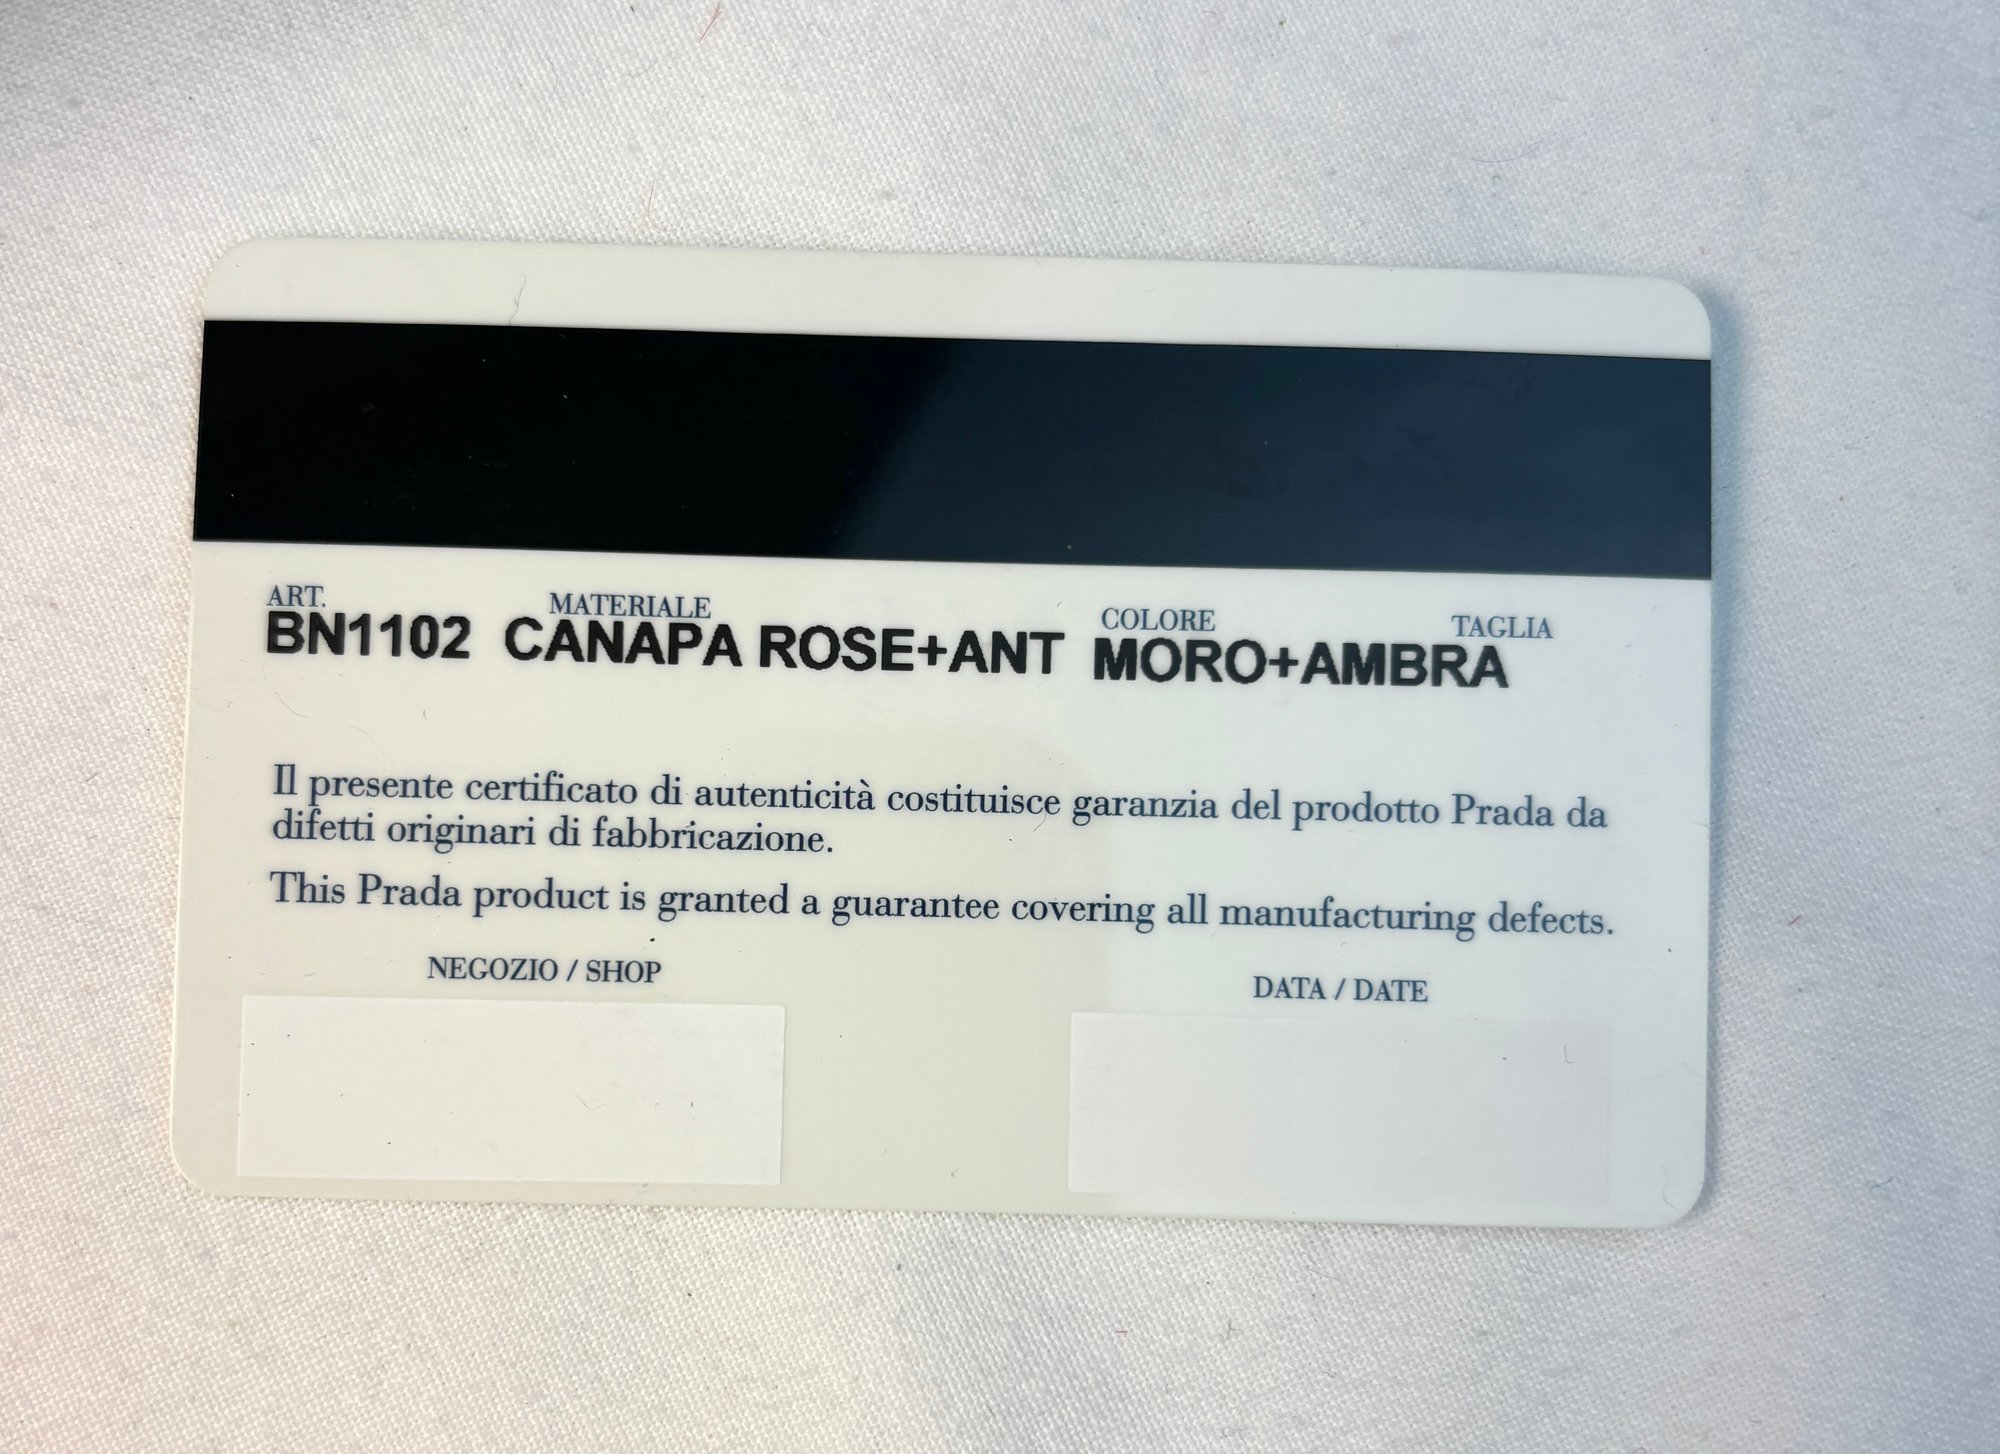 ART. MATERIALE COLORE TAGLIA
BN1102 CANAPA ROSE+ANT MORO+AMBRA
Il presente certificato di autenticità costituisce garanzia del prodotto Prada da
difetti originari di fabbricazione.
This Prada product is granted a guarantee covering all manufacturing defects.
NEGOZIO / SHOP DATA / DATE